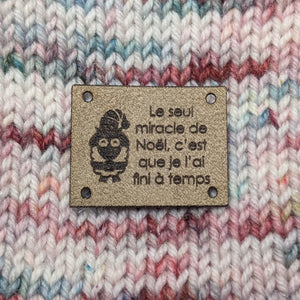 Le seul
miracle de
Noël, c'est
que je l'ai
fini à temps